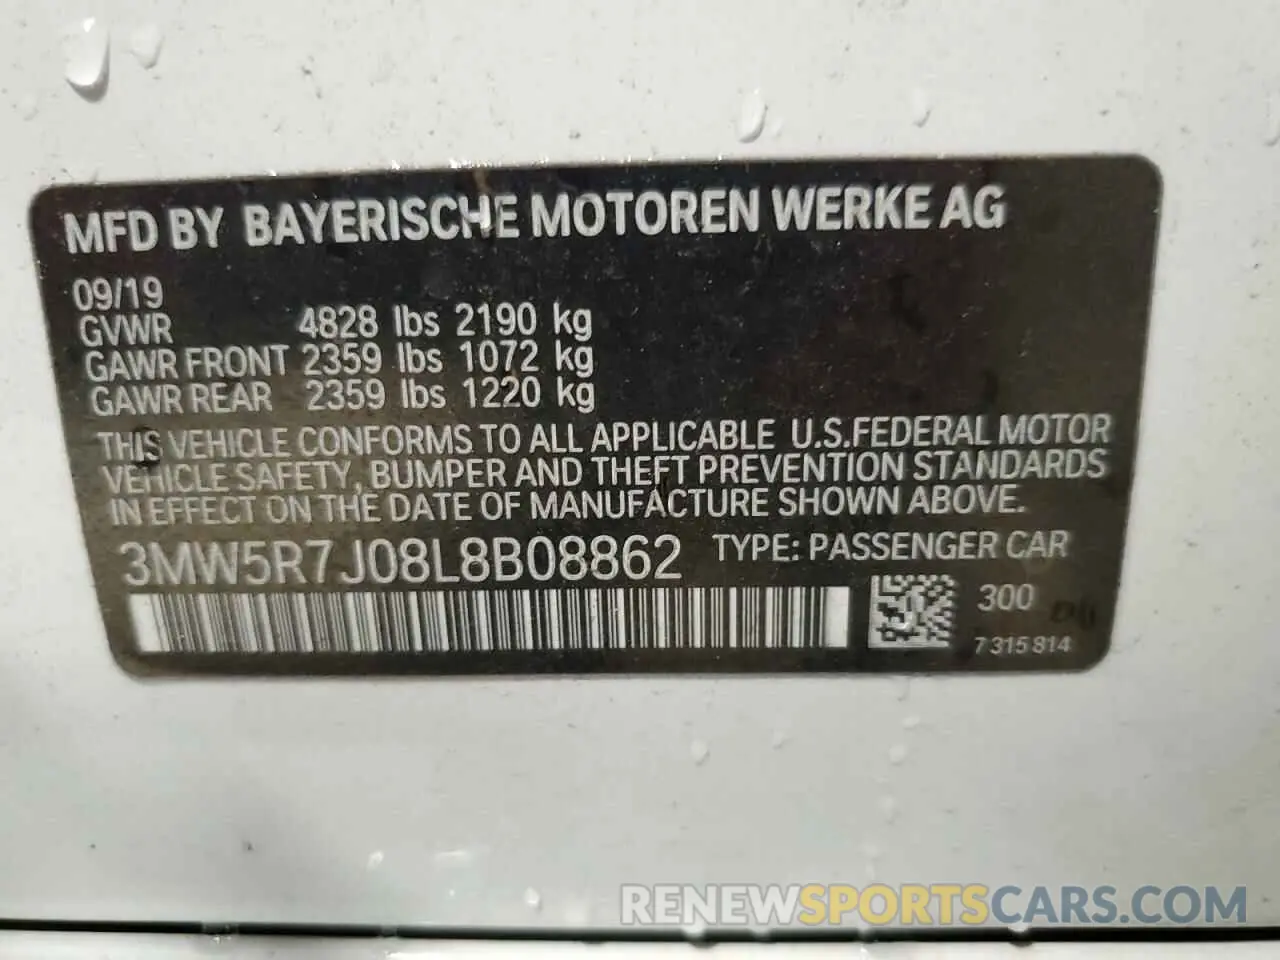 MFD BY BAYERISCHE MOTOREN WERKE AG
09/19
GVWR 4828 lbs 2190 kg
GAWR FRONT 2359 lbs 1072 kg
GAWR REAR 2359 lbs 1220 kg
THIS VEHICLE CONFORMS TO ALL APPLICABLE U.S.FEDERAL MOTOR
VEHICLE SAFETY, BUMPER AND THEFT PREVENTION STANDARDS
IN EFFECT ON THE DATE OF MANUFACTURE SHOWN ABOVE.
3MW5R7J08L8B08862 TYPE: PASSENGER CAR
300
7 315 814
RENEWSPORTSCARS.COM